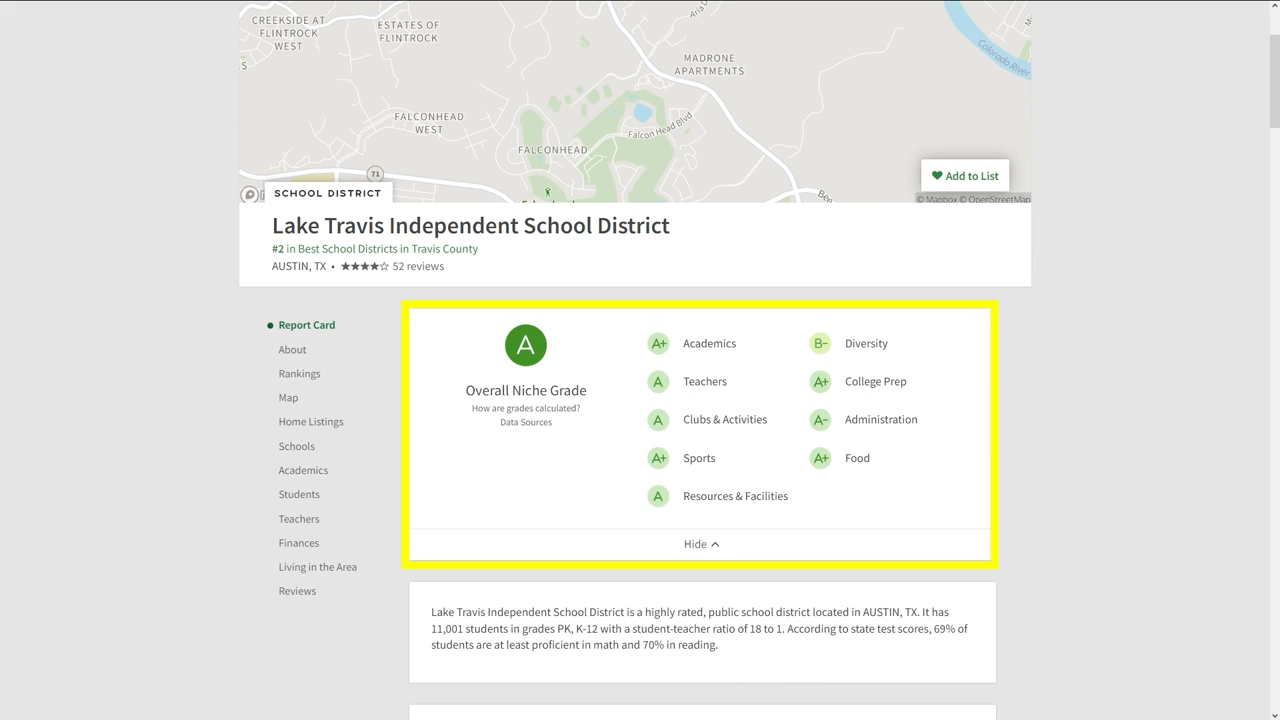 CREEKSIDE AT
FLINTROCK
WEST
ESTATES OF
FLINTROCK
S
MADRONE
APARTMENTS
Colorado River
FALCONHEAD
WEST
Falcon Head Blvd
FALCONHEAD
71
Add to List
© Mapbox © OpenStreetMap
SCHOOL DISTRICT
Lake Travis Independent School District
#2 in Best School Districts in Travis County
AUSTIN, TX • ★★★★☆ 52 reviews
Report Card
About
Rankings
Map
Home Listings
Schools
Academics
Students
Teachers
Finances
Living in the Area
Reviews
A
Overall Niche Grade
How are grades calculated?
Data Sources
A+ Academics
A Teachers
A Clubs & Activities
A+ Sports
A Resources & Facilities
B- Diversity
A+ College Prep
A- Administration
A+ Food
Hide
Lake Travis Independent School District is a highly rated, public school district located in AUSTIN, TX. It has
11,001 students in grades PK, K-12 with a student-teacher ratio of 18 to 1. According to state test scores, 69% of
students are at least proficient in math and 70% in reading.